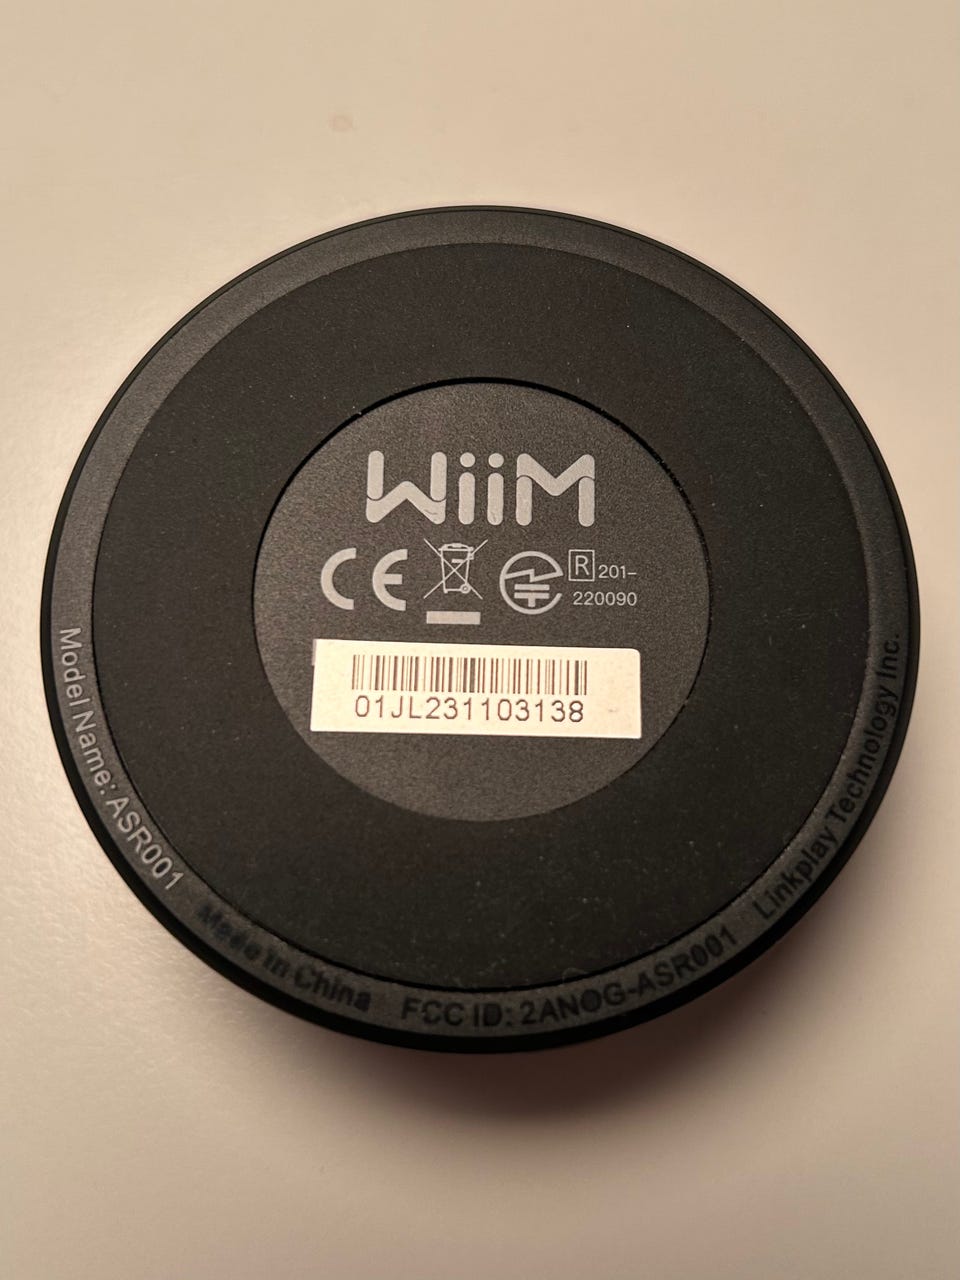 WiiM
CE
R 201-
220090
01JL231103138
Model Name: ASR001
Made in China
FCC ID: 2ANOG-ASR001
Linkplay Technology Inc.